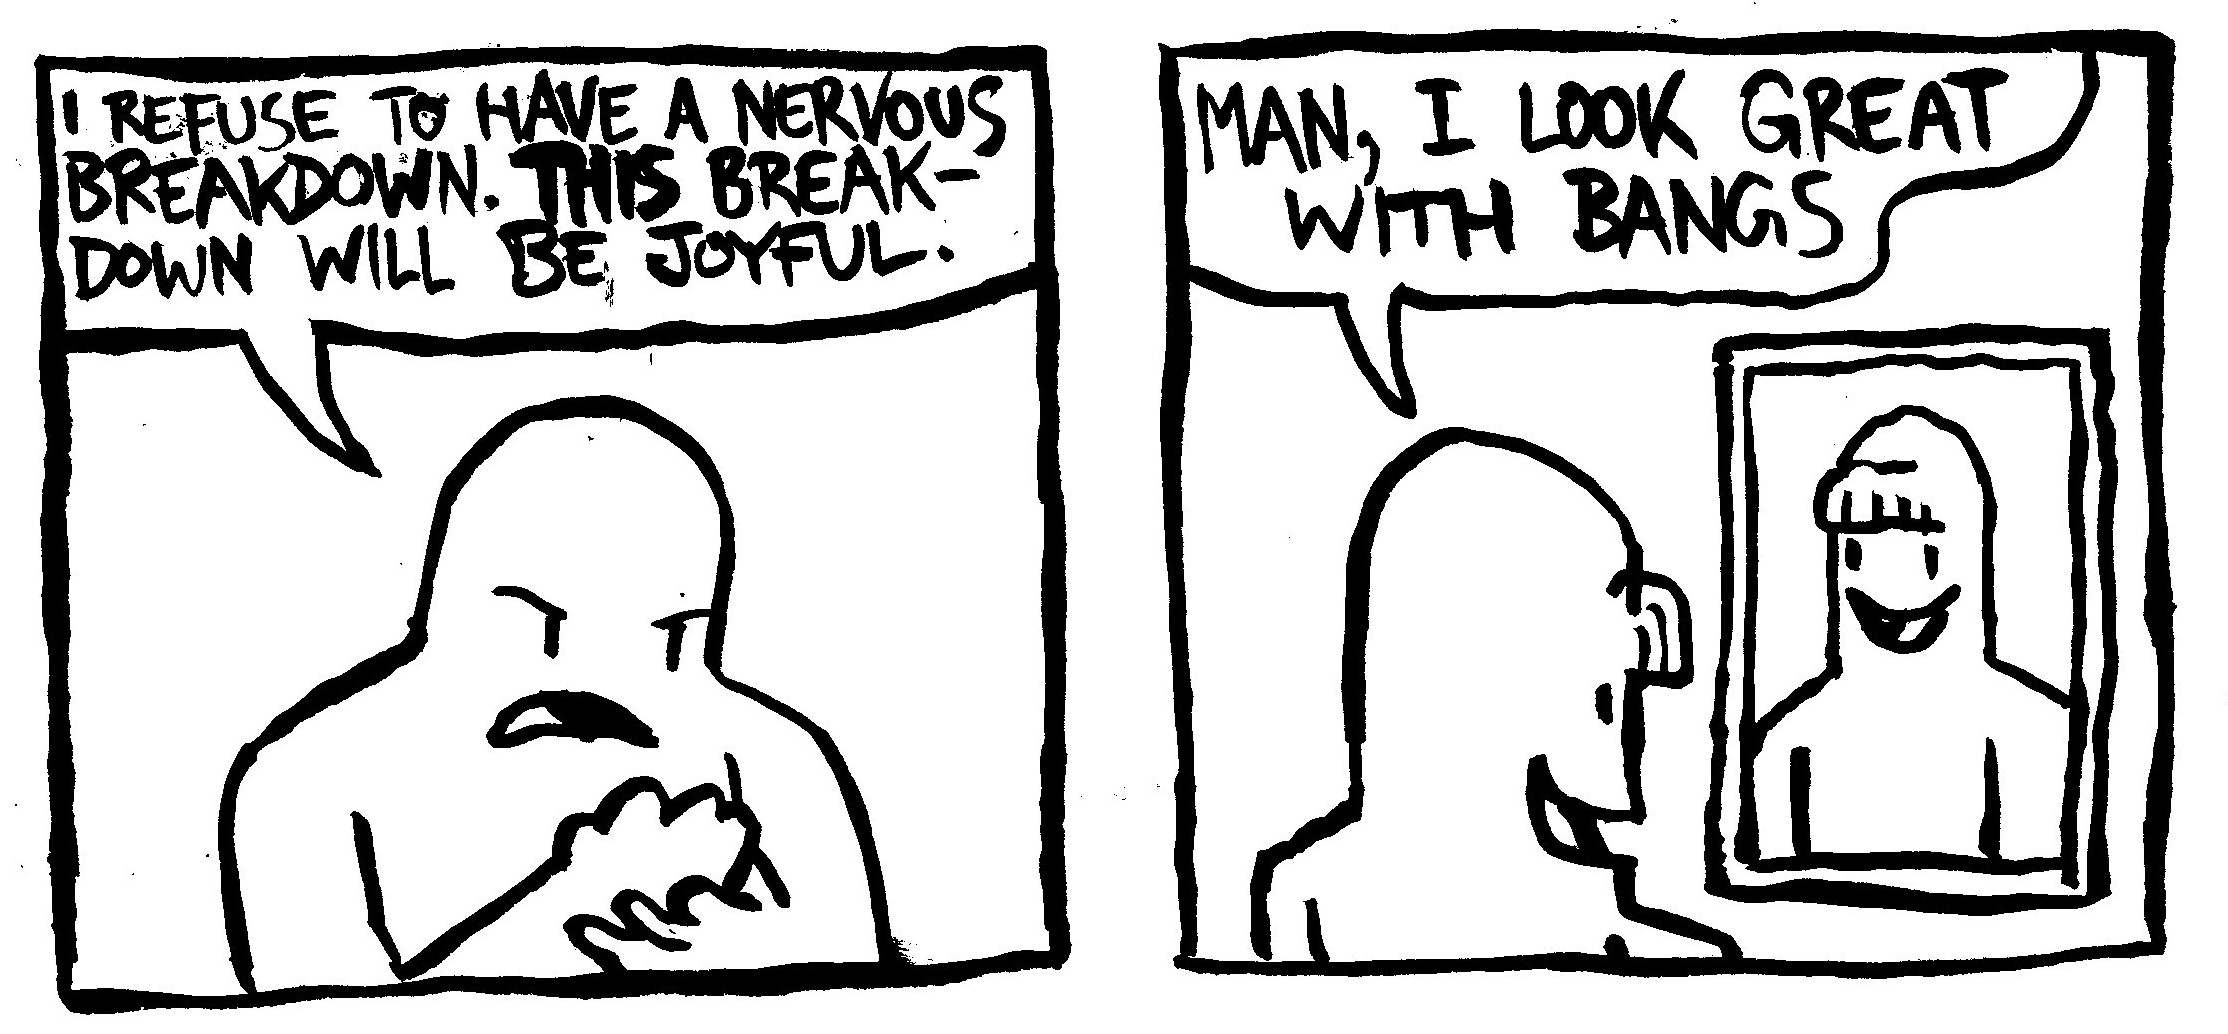 I REFUSE TO HAVE A NERVOUS
BREAKDOWN. THIS BREAK-
DOWN WILL BE JOYFUL.
MAN, I LOOK GREAT
WITH BANGS